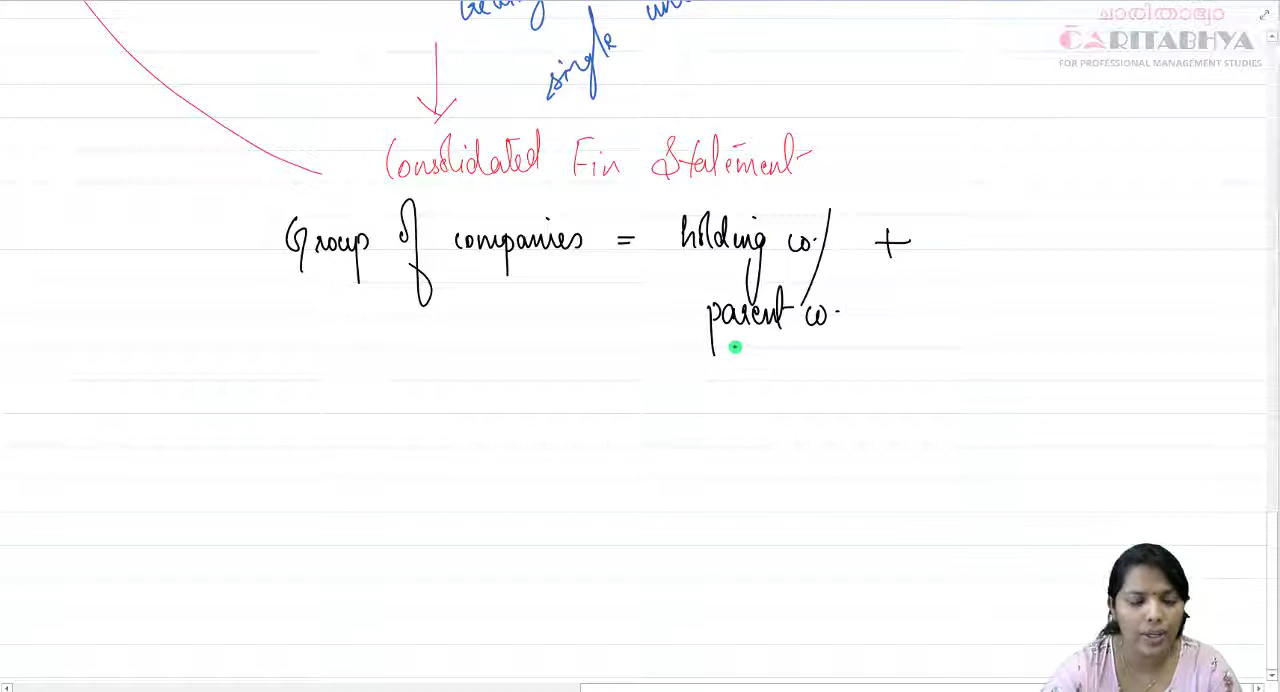 ചാരിതാഭ്യാ
CARITABHYA
FOR PROFESSIONAL MANAGEMENT STUDIES
single
Consolidated Fin Statement
Group of companies = holding co./ +
parent co.